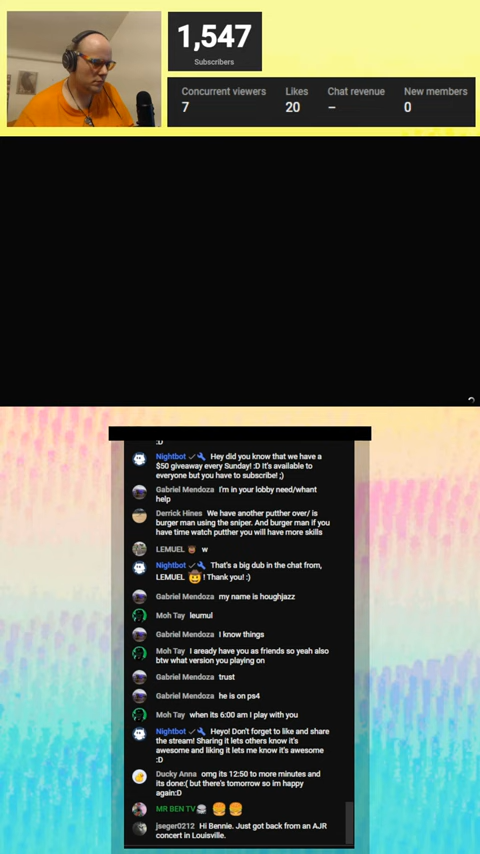 1,547
Subscribers
Concurrent viewers Likes Chat revenue New members
7 20 – 0
:D
Nightbot Hey did you know that we have a
$50 giveaway every Sunday! :D It's available to
everyone but you have to subscribe! ;)
Gabriel Mendoza I'm in your lobby need/whant
help
Derrick Hines We have another putther over/ is
burger man using the sniper. And burger man if you
have time watch putther you will have more skills
LEMUEL w
Nightbot That's a big dub in the chat from,
LEMUEL ! Thank you! :)
Gabriel Mendoza my name is houghjazz
Moh Tay leumul
Gabriel Mendoza I know things
Moh Tay I aready have you as friends so yeah also
btw what version you playing on
Gabriel Mendoza trust
Gabriel Mendoza he is on ps4
Moh Tay when its 6:00 am I play with you
Nightbot Heyo! Don't forget to like and share
the stream! Sharing it lets others know it's
awesome and liking it lets me know it's awesome
:D
Ducky Anna omg its 12:50 to more minutes and
its done:( but there's tomorrow so im happy
again:D
MR BEN TV
jseger0212 Hi Bennie. Just got back from an AJR
concert in Louisville.